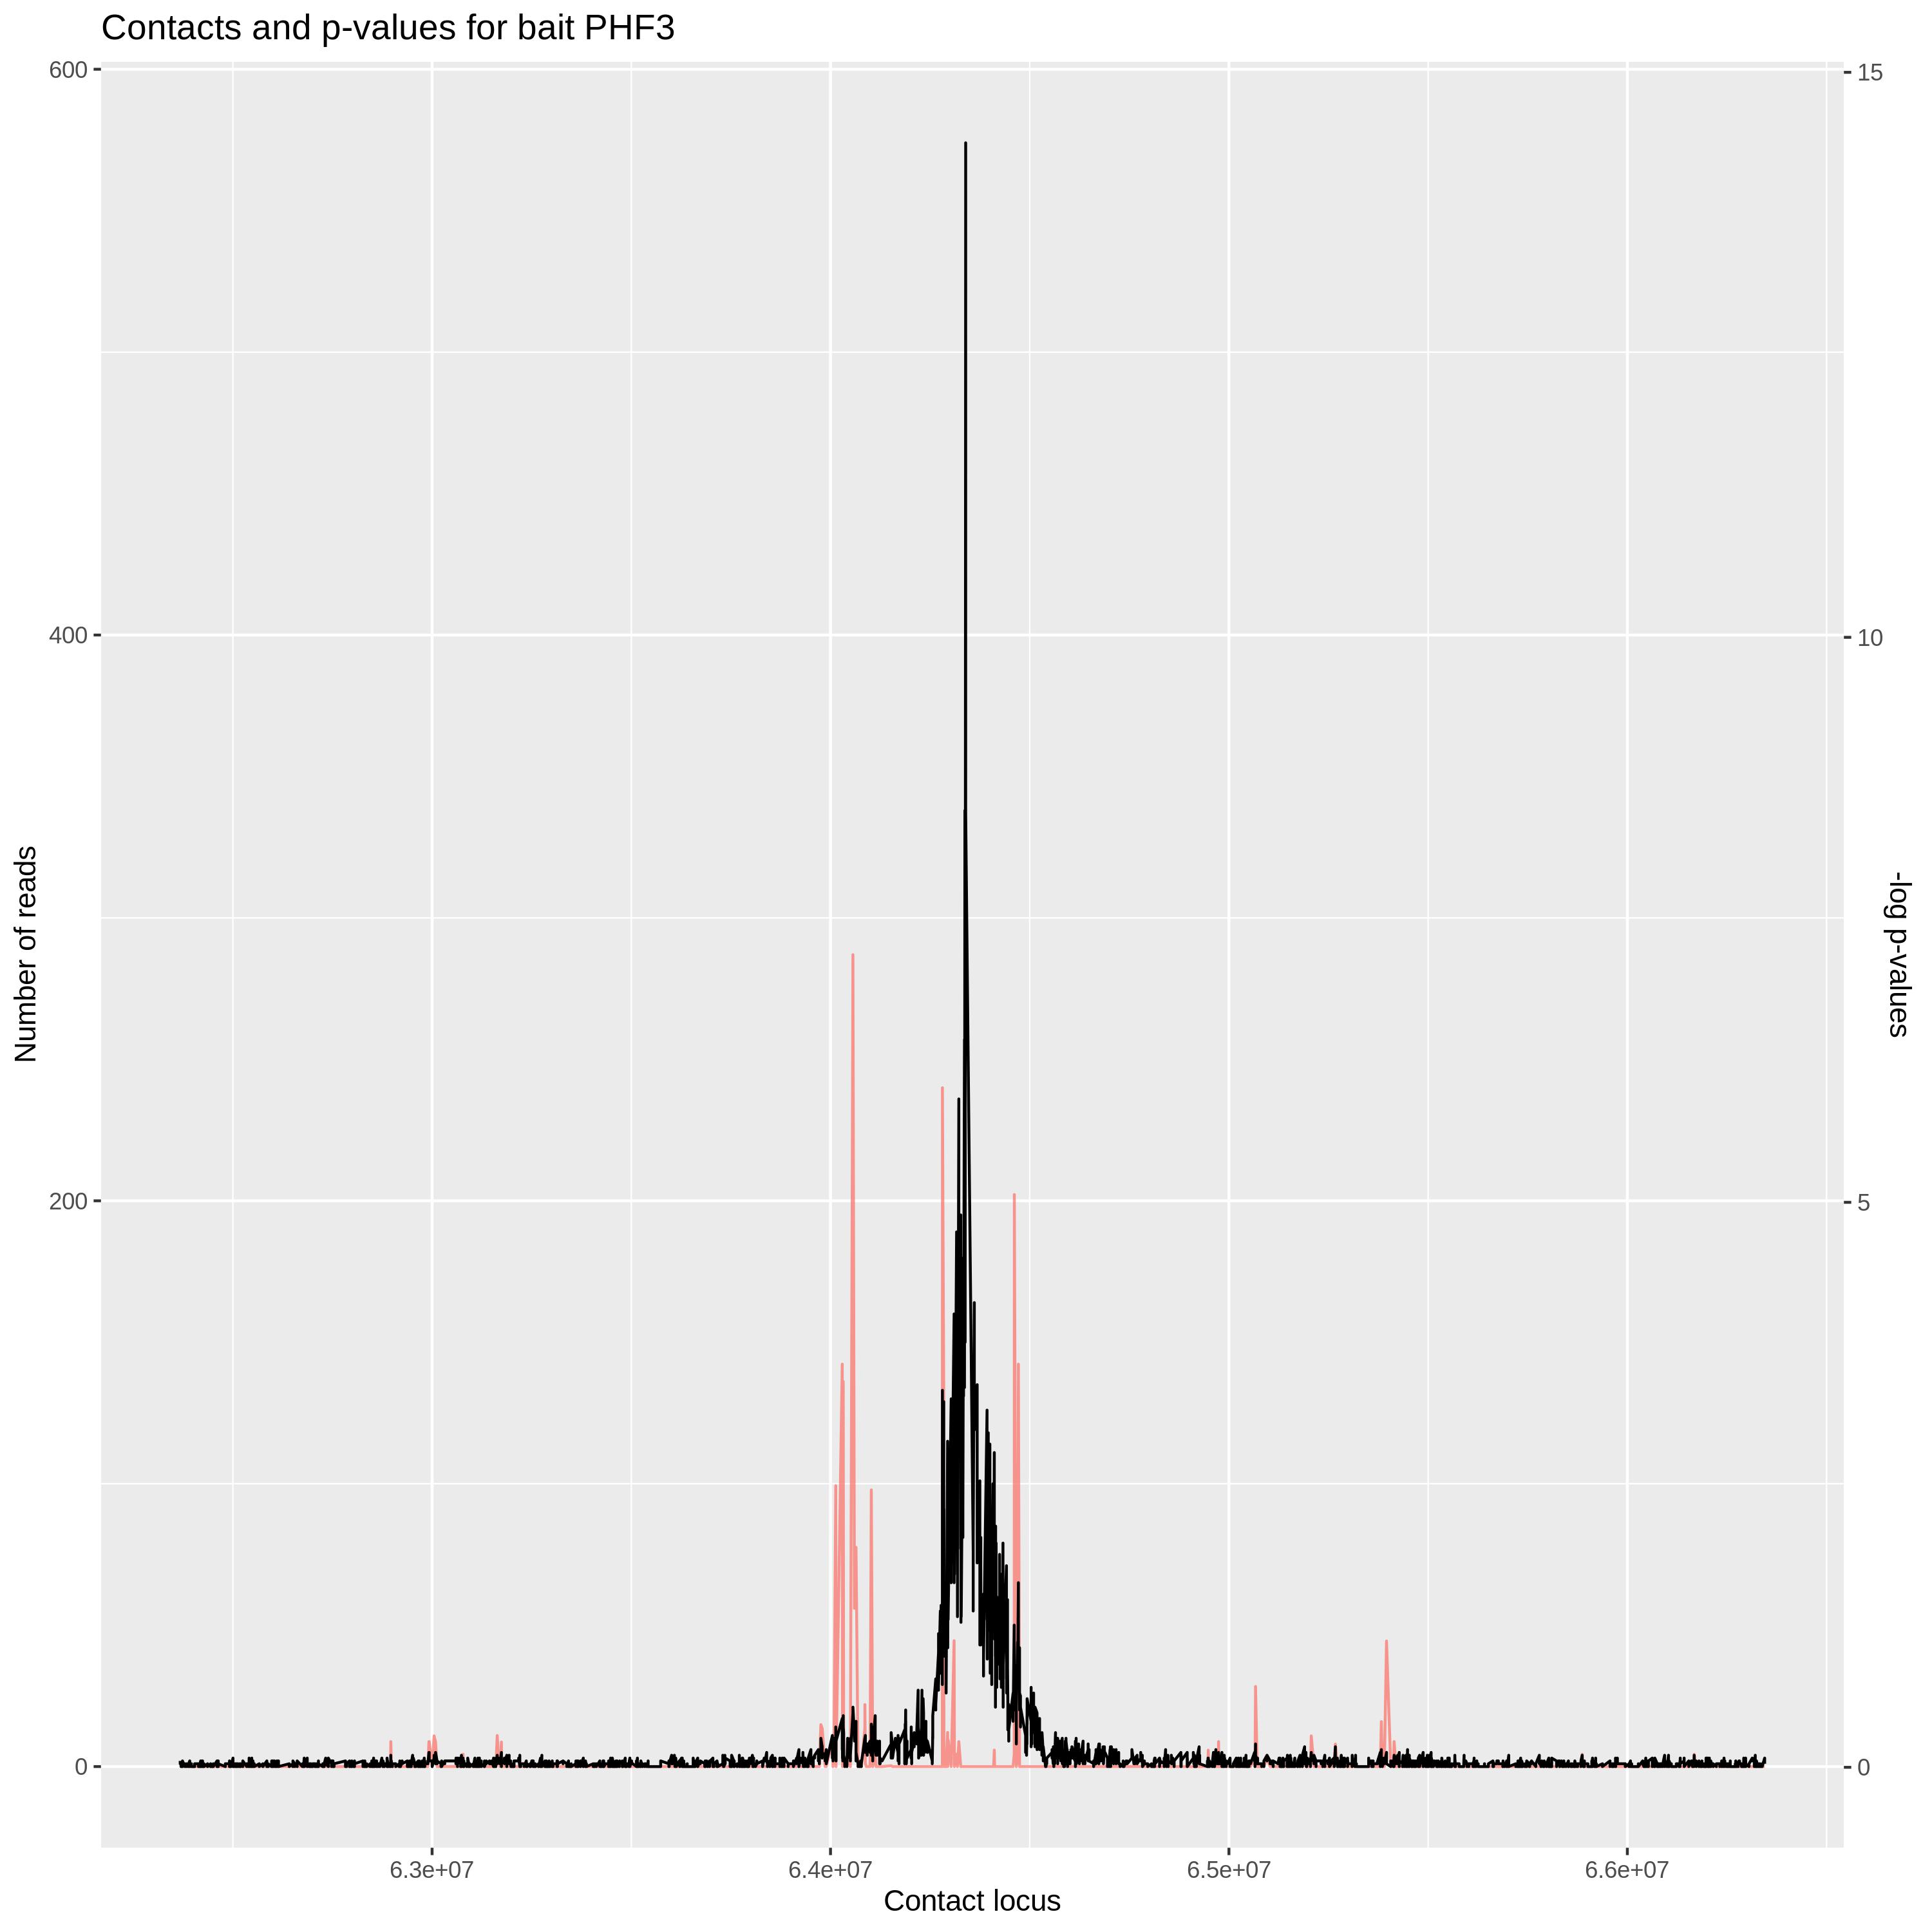 Contacts and p-values for bait PHF3
600
400
200
0
15
10
5
0
Number of reads
-log p-values
6.3e+07 6.4e+07 6.5e+07 6.6e+07
Contact locus